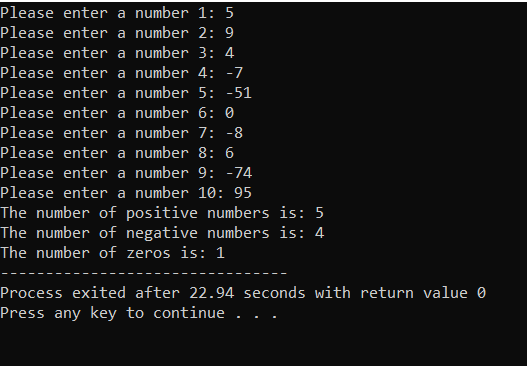 Please enter a number 1: 5
Please enter a number 2: 9
Please enter a number 3: 4
Please enter a number 4: -7
Please enter a number 5: -51
Please enter a number 6: 0
Please enter a number 7: -8
Please enter a number 8: 6
Please enter a number 9: -74
Please enter a number 10: 95
The number of positive numbers is: 5
The number of negative numbers is: 4
The number of zeros is: 1
--------------------------------
Process exited after 22.94 seconds with return value 0
Press any key to continue . . .